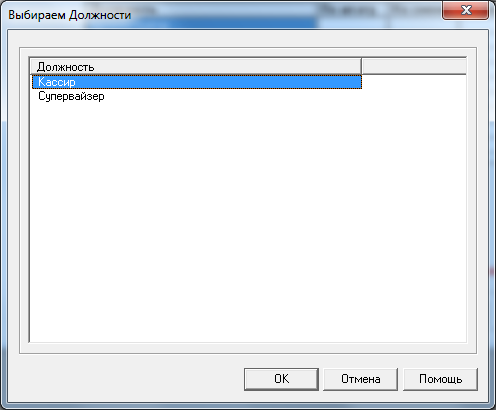 Выбираем Должности
Должность
Кассир
Супервайзер
OK
Отмена
Помощь